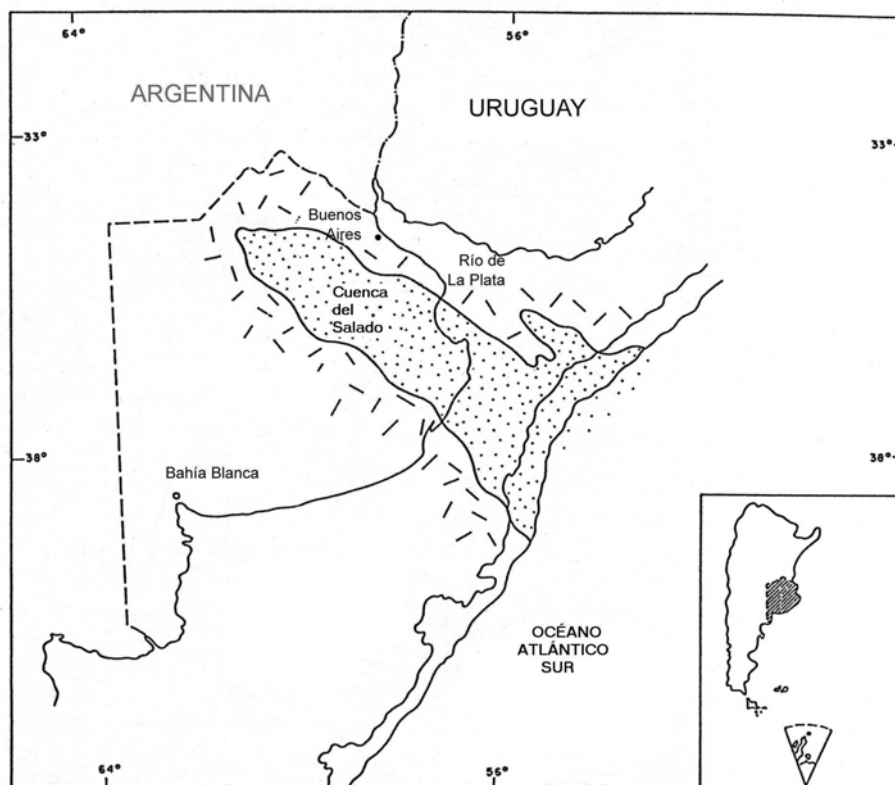 64°
56°
ARGENTINA
URUGUAY
33°
33°
Buenos
Aires
Río de
La Plata
Cuenca
del
Salado
38°
38°
Bahía Blanca
OCÉANO
ATLÁNTICO
SUR
64°
56°